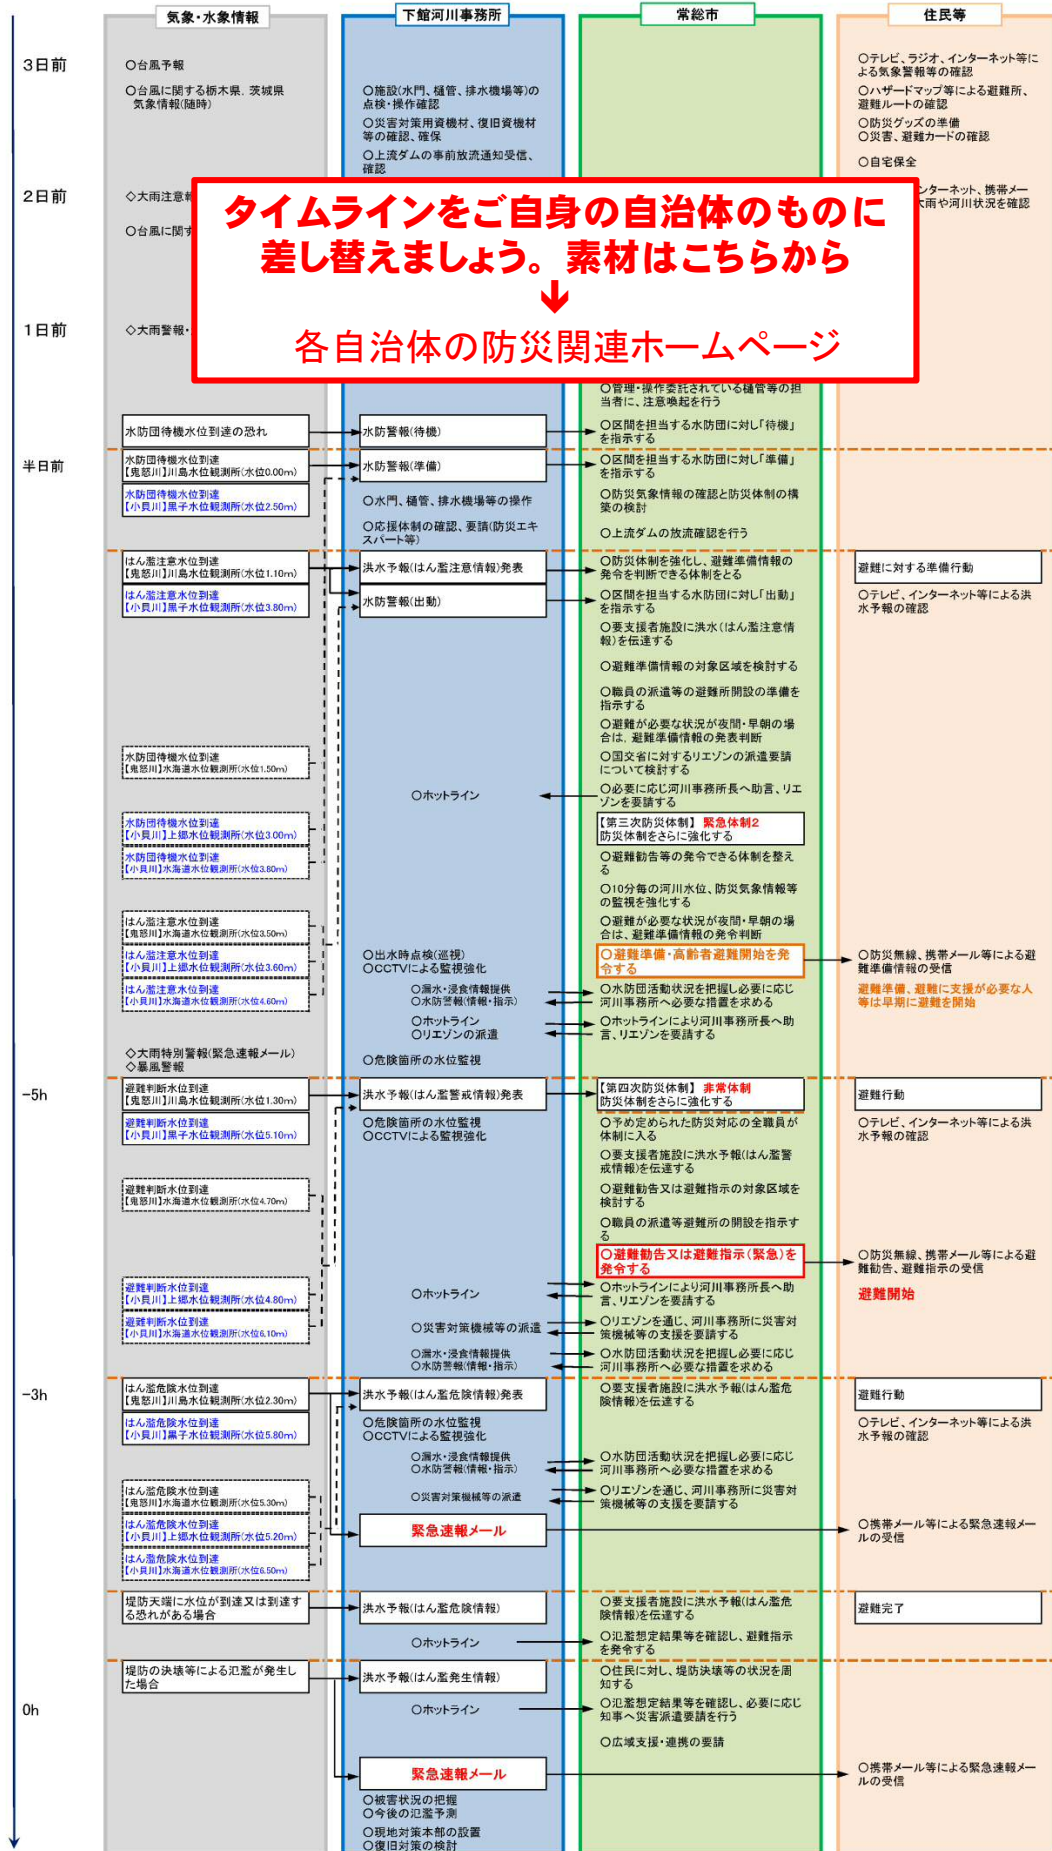 気象・水象情報
下館河川事務所
常総市
住民等
3日前
○台風予報
○台風に関する栃木県、茨城県
気象情報(随時)
○施設(水門、樋管、排水機場等)の
点検・操作確認
○災害対策用資機材、復旧資機材
等の確認、確保
○上流ダムの事前放流通知受信、
確認
○テレビ、ラジオ、インターネット等に
よる気象警報等の確認
○ハザードマップ等による避難所、
避難ルートの確認
○防災グッズの準備
○災害、避難カードの確認
○自宅保全
2日前
◇大雨注意報
○台風に関す
ンターネット、携帯メー
大雨や河川状況を確認
タイムラインをご自身の自治体のものに
差し替えましょう。素材はこちらから
↓
各自治体の防災関連ホームページ
1日前
◇大雨警報・
○管理・操作委託されている樋管等の担
当者に、注意喚起を行う
水防団待機水位到達の恐れ
水防警報(待機)
○区間を担当する水防団に対し「待機」
を指示する
半日前
水防団待機水位到達
【鬼怒川】川島水位観測所(水位0.00m)
水防団待機水位到達
【小貝川】黒子水位観測所(水位2.50m)
水防警報(準備)
○水門、樋管、排水機場等の操作
○応援体制の確認、要請(防災エキ
スパート等)
○区間を担当する水防団に対し「準備」
を指示する
○防災気象情報の確認と防災体制の構
築の検討
○上流ダムの放流確認を行う
はん濫注意水位到達
【鬼怒川】川島水位観測所(水位1.10m)
はん濫注意水位到達
【小貝川】黒子水位観測所(水位3.80m)
洪水予報(はん濫注意情報)発表
水防警報(出動)
○防災体制を強化し、避難準備情報の
発令を判断できる体制をとる
○区間を担当する水防団に対し「出動」
を指示する
○要支援者施設に洪水(はん濫注意情
報)を伝達する
○避難準備情報の対象区域を検討する
○職員の派遣等の避難所開設の準備を
指示する
○避難が必要な状況が夜間・早朝の場
合は、避難準備情報の発表判断
○国交省に対するリエゾンの派遣要請
について検討する
○必要に応じ河川事務所長へ助言、リエ
ゾンを要請する
避難に対する準備行動
○テレビ、インターネット等による洪
水予報の確認
水防団待機水位到達
【鬼怒川】水海道水位観測所(水位1.50m)
○ホットライン
水防団待機水位到達
【小貝川】上郷水位観測所(水位3.00m)
水防団待機水位到達
【小貝川】水海道水位観測所(水位3.80m)
【第三次防災体制】 緊急体制2
防災体制をさらに強化する
○避難勧告等の発令できる体制を整え
る
○10分毎の河川水位、防災気象情報等
の監視を強化する
○避難が必要な状況が夜間・早朝の場
合は、避難準備情報の発令判断
はん濫注意水位到達
【鬼怒川】水海道水位観測所(水位3.50m)
はん濫注意水位到達
【小貝川】上郷水位観測所(水位3.60m)
はん濫注意水位到達
【小貝川】水海道水位観測所(水位4.60m)
○出水時点検(巡視)
○CCTVによる監視強化
○漏水・浸食情報提供
○水防警報(情報・指示)
○ホットライン
○リエゾンの派遣
○避難準備・高齢者避難開始を発
令する
○水防団活動状況を把握し必要に応じ
河川事務所へ必要な措置を求める
○ホットラインにより河川事務所長へ助
言、リエゾンを要請する
○防災無線、携帯メール等による避
難準備情報の受信
避難準備、避難に支援が必要な人
等は早期に避難を開始
◇大雨特別警報(緊急速報メール)
◇暴風警報
○危険箇所の水位監視
-5h
避難判断水位到達
【鬼怒川】川島水位観測所(水位1.30m)
避難判断水位到達
【小貝川】黒子水位観測所(水位5.10m)
洪水予報(はん濫警戒情報)発表
○危険箇所の水位監視
○CCTVによる監視強化
【第四次防災体制】 非常体制
防災体制をさらに強化する
○予め定められた防災対応の全職員が
体制に入る
○要支援者施設に洪水予報(はん濫警
戒情報)を伝達する
○避難勧告又は避難指示の対象区域を
検討する
○職員の派遣等避難所の開設を指示す
る
避難行動
○テレビ、インターネット等による洪
水予報の確認
避難判断水位到達
【鬼怒川】水海道水位観測所(水位4.70m)
○避難勧告又は避難指示(緊急)を
発令する
○防災無線、携帯メール等による避
難勧告、避難指示の受信
避難開始
避難判断水位到達
【小貝川】上郷水位観測所(水位4.80m)
避難判断水位到達
【小貝川】水海道水位観測所(水位6.10m)
○ホットライン
○災害対策機械等の派遣
○漏水・浸食情報提供
○水防警報(情報・指示)
○ホットラインにより河川事務所長へ助
言、リエゾンを要請する
○リエゾンを通じ、河川事務所に災害対
策機械等の支援を要請する
○水防団活動状況を把握し必要に応じ
河川事務所へ必要な措置を求める
-3h
はん濫危険水位到達
【鬼怒川】川島水位観測所(水位2.30m)
はん濫危険水位到達
【小貝川】黒子水位観測所(水位5.80m)
洪水予報(はん濫危険情報)発表
○危険箇所の水位監視
○CCTVによる監視強化
○漏水・浸食情報提供
○水防警報(情報・指示)
○災害対策機械等の派遣
○要支援者施設に洪水予報(はん濫危
険情報)を伝達する
○水防団活動状況を把握し必要に応じ
河川事務所へ必要な措置を求める
○リエゾンを通じ、河川事務所に災害対
策機械等の支援を要請する
避難行動
○テレビ、インターネット等による洪
水予報の確認
はん濫危険水位到達
【鬼怒川】水海道水位観測所(水位5.30m)
はん濫危険水位到達
【小貝川】上郷水位観測所(水位5.20m)
はん濫危険水位到達
【小貝川】水海道水位観測所(水位6.50m)
緊急速報メール
○携帯メール等による緊急速報メー
ルの受信
堤防天端に水位が到達又は到達す
る恐れがある場合
洪水予報(はん濫危険情報)
○ホットライン
○要支援者施設に洪水予報(はん濫危
険情報)を伝達する
○氾濫想定結果等を確認し、避難指示
を発令する
避難完了
堤防の決壊等による氾濫が発生し
た場合
洪水予報(はん濫発生情報)
○住民に対し、堤防決壊等の状況を周
知する
0h
○ホットライン
○氾濫想定結果等を確認し、必要に応じ
知事へ災害派遣要請を行う
○広域支援・連携の要請
緊急速報メール
○携帯メール等による緊急速報メー
ルの受信
○被害状況の把握
○今後の氾濫予測
○現地対策本部の設置
○復旧対策の検討